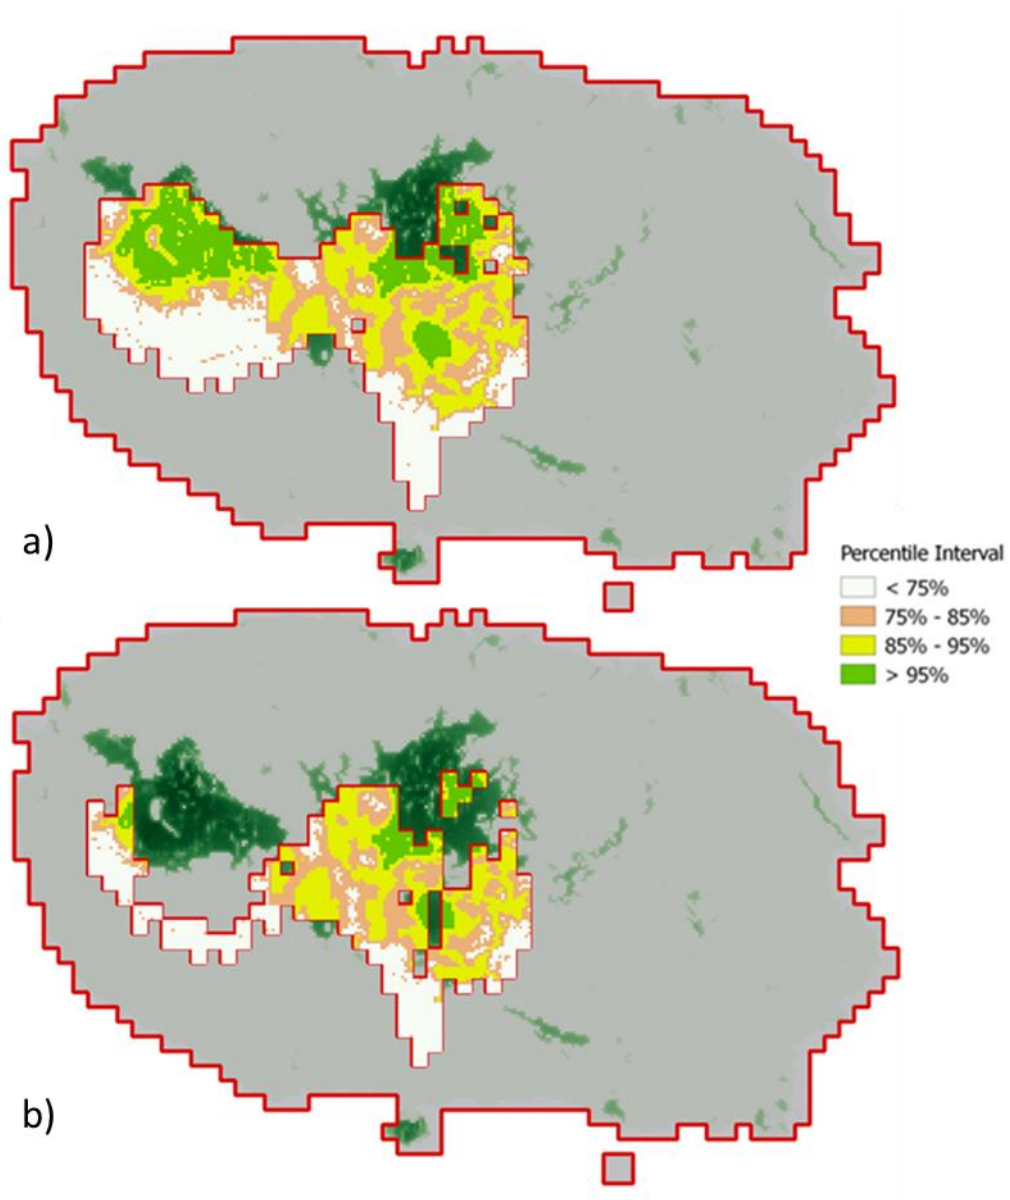 a)
Percentile Interval
< 75%
75% - 85%
85% - 95%
> 95%
b)